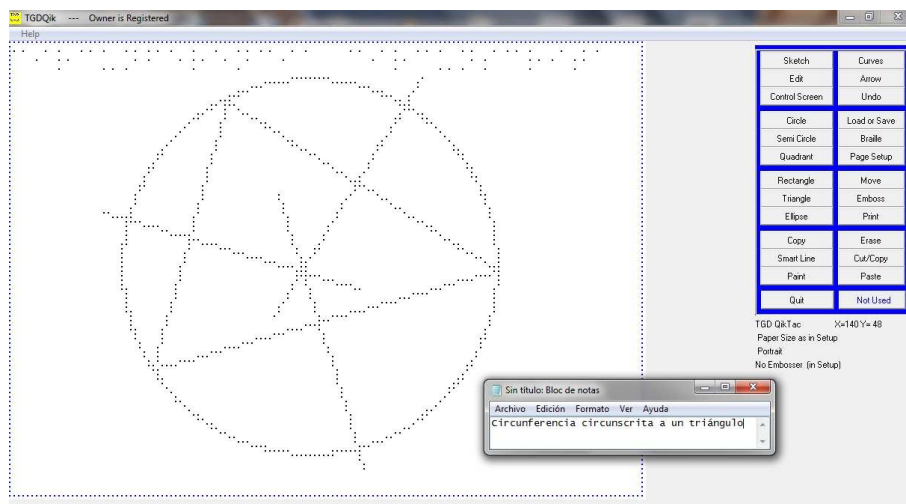 TGDQik --- Owner is Registered
Help
Sketch
Curves
Edit
Arrow
Control Screen
Undo
Circle
Load or Save
Semi Circle
Braille
Quadrant
Page Setup
Rectangle
Move
Triangle
Emboss
Ellipse
Print
Copy
Erase
Smart Line
Cut/Copy
Paint
Paste
Quit
Not Used
TGD QikTac X=140 Y= 48
Paper Size as in Setup
Portrait
No Embosser (in Setup)
Sin título: Bloc de notas
Archivo Edición Formato Ver Ayuda
Circunferencia circunscrita a un triángulo